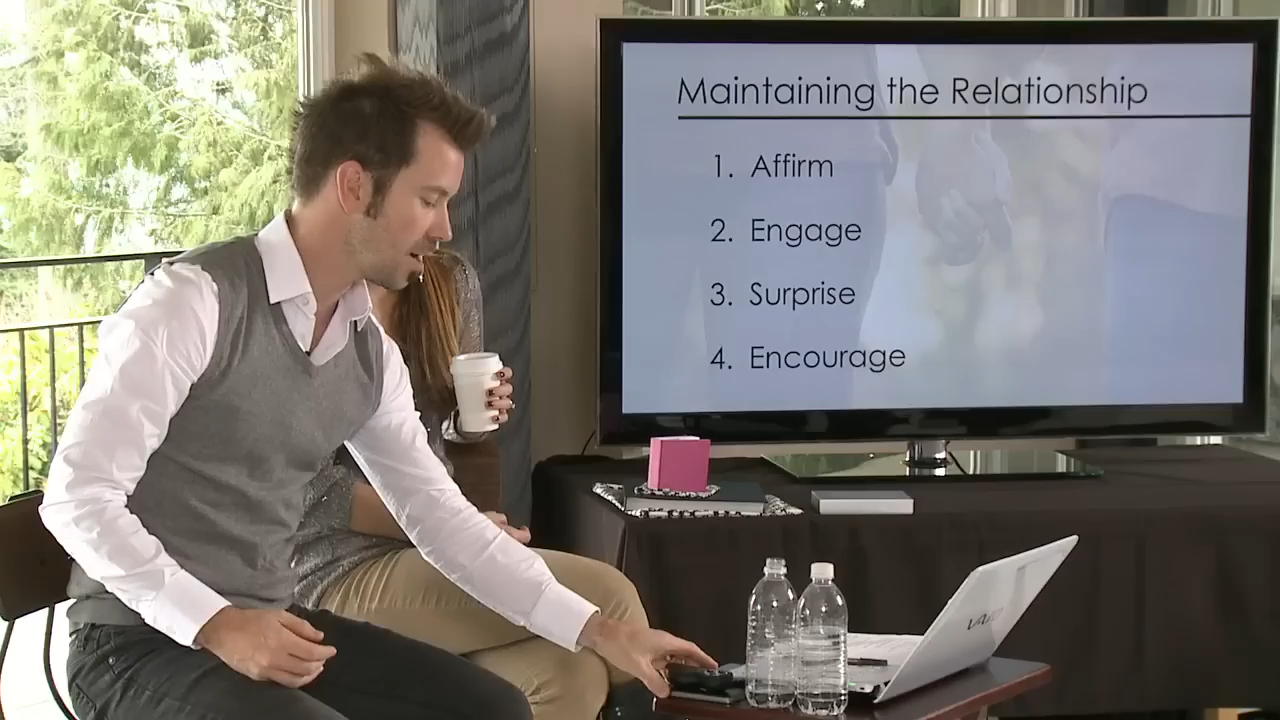 Maintaining the Relationship
1. Affirm
2. Engage
3. Surprise
4. Encourage
VAIO